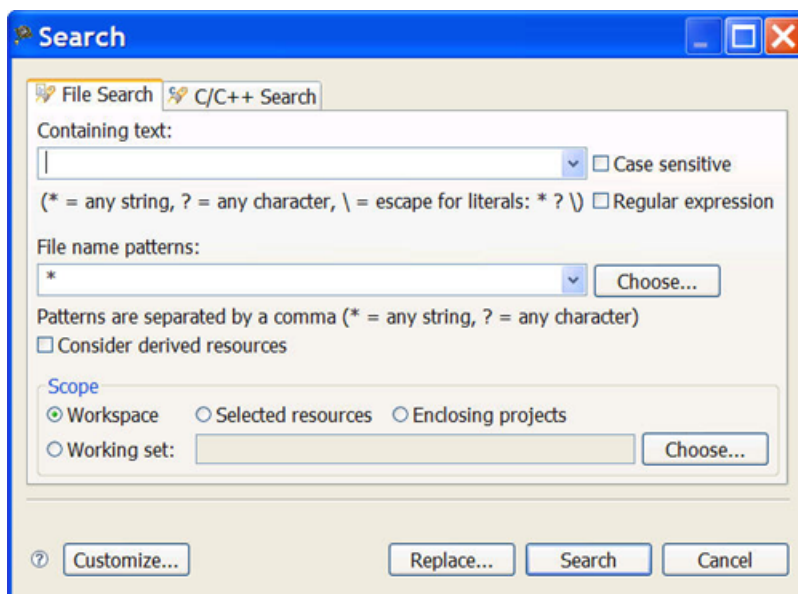 Search
File Search C/C++ Search
Containing text:
Case sensitive
(* = any string, ? = any character, \ = escape for literals: * ? \) Regular expression
File name patterns:
* Choose...
Patterns are separated by a comma (* = any string, ? = any character)
Consider derived resources
Scope
Workspace Selected resources Enclosing projects
Working set: Choose...
? Customize... Replace... Search Cancel